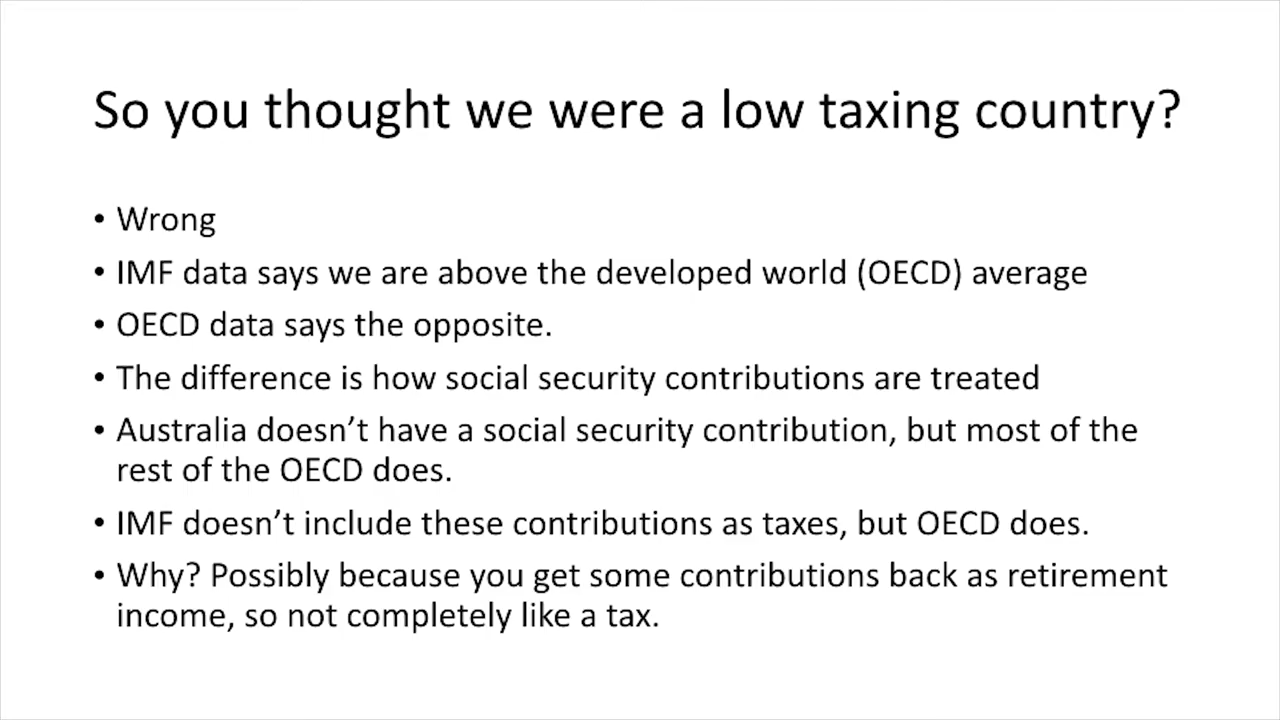 So you thought we were a low taxing country?
• Wrong
• IMF data says we are above the developed world (OECD) average
• OECD data says the opposite.
• The difference is how social security contributions are treated
• Australia doesn’t have a social security contribution, but most of the
rest of the OECD does.
• IMF doesn’t include these contributions as taxes, but OECD does.
• Why? Possibly because you get some contributions back as retirement
income, so not completely like a tax.